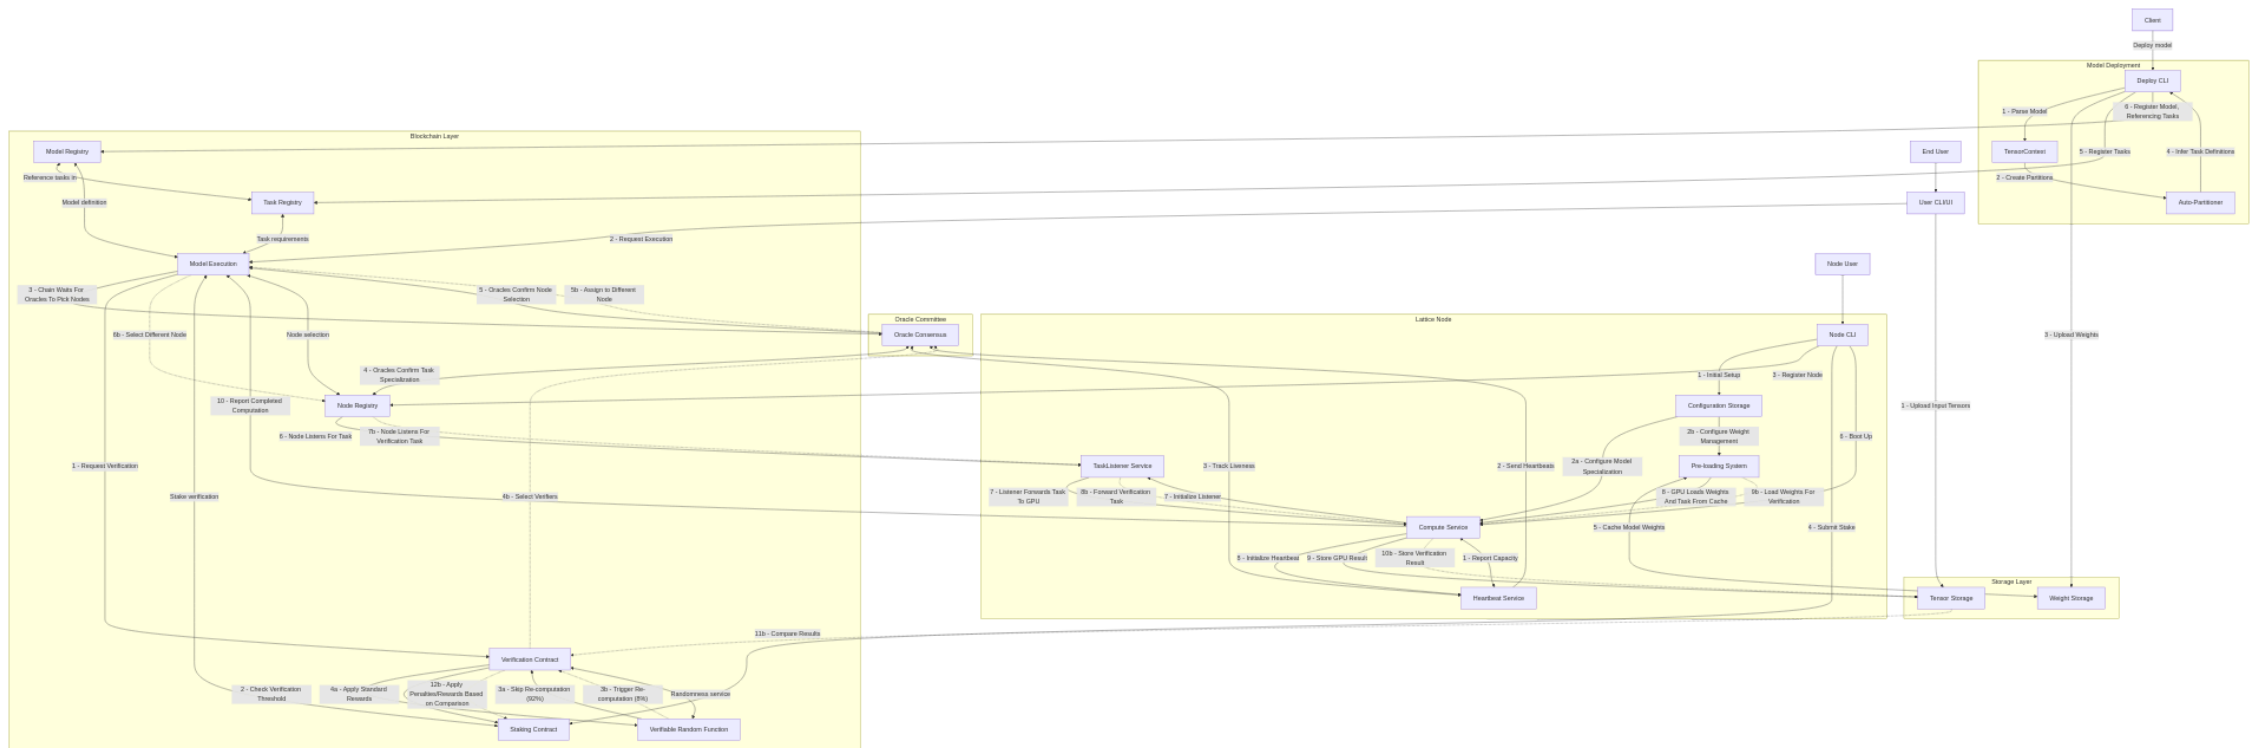 Client
Deploy model
Model Deployment
Deploy CLI
1 - Parse Model
6 - Register Model,
Referencing Tasks
TensorContext
5 - Register Tasks
4 - Infer Task Definitions
2 - Create Partitions
Auto-Partitioner
End User
User CLI/UI
Blockchain Layer
Model Registry
Reference tasks in
Model definition
Task Registry
Task requirements
2 - Request Execution
Model Execution
3 - Chain Waits For
Oracles To Pick Nodes
5 - Oracles Confirm Node
Selection
5b - Assign to Different
Node
6b - Select Different Node
Node selection
Oracle Committee
Oracle Consensus
4 - Oracles Confirm Task
Specialization
Node Registry
10 - Report Completed
Computation
6 - Node Listens For Task
7b - Node Listens For
Verification Task
1 - Request Verification
Stake verification
4b - Select Verifiers
Node User
Lattice Node
Node CLI
3 - Upload Weights
1 - Initial Setup
3 - Register Node
Configuration Storage
1 - Upload Input Tensors
2b - Configure Weight
Management
6 - Boot Up
TaskListener Service
3 - Track Liveness
2 - Send Heartbeats
2a - Configure Model
Specialization
Pre-loading System
7 - Listener Forwards Task
To GPU
8b - Forward Verification
Task
7 - Initialize Listener
8 - GPU Loads Weights
And Task From Cache
9b - Load Weights For
Verification
Compute Service
5 - Cache Model Weights
4 - Submit Stake
8 - Initialize Heartbeat
9 - Store GPU Result
10b - Store Verification
Result
1 - Report Capacity
Heartbeat Service
Storage Layer
Tensor Storage
Weight Storage
11b - Compare Results
Verification Contract
2 - Check Verification
Threshold
4a - Apply Standard
Rewards
12b - Apply
Penalties/Rewards Based
on Comparison
3a - Skip Re-computation
(92%)
3b - Trigger Re-
computation (8%)
Randomness service
Staking Contract
Verifiable Random Function